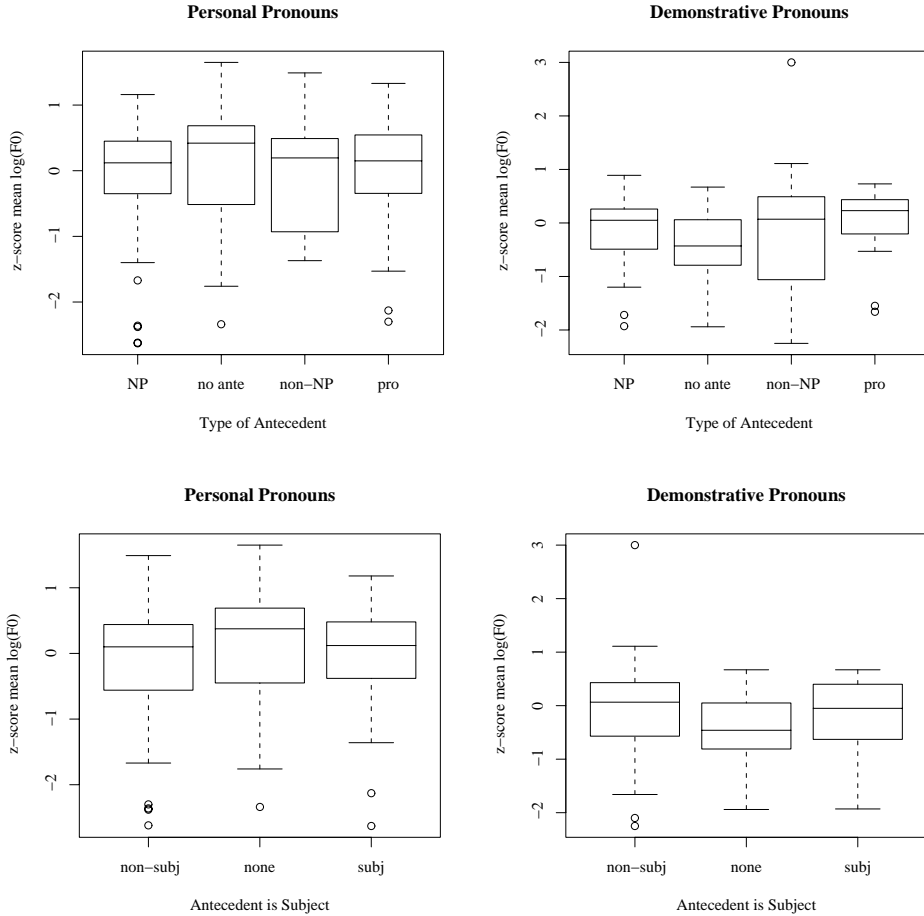 Personal Pronouns
z−score mean log(F0)
1
0
−1
−2
NP no ante non−NP pro
Type of Antecedent
Demonstrative Pronouns
z−score mean log(F0)
3
2
1
0
−1
−2
NP no ante non−NP pro
Type of Antecedent
Personal Pronouns
z−score mean log(F0)
1
0
−1
−2
non−subj none subj
Antecedent is Subject
Demonstrative Pronouns
z−score mean log(F0)
3
2
1
0
−1
−2
non−subj none subj
Antecedent is Subject